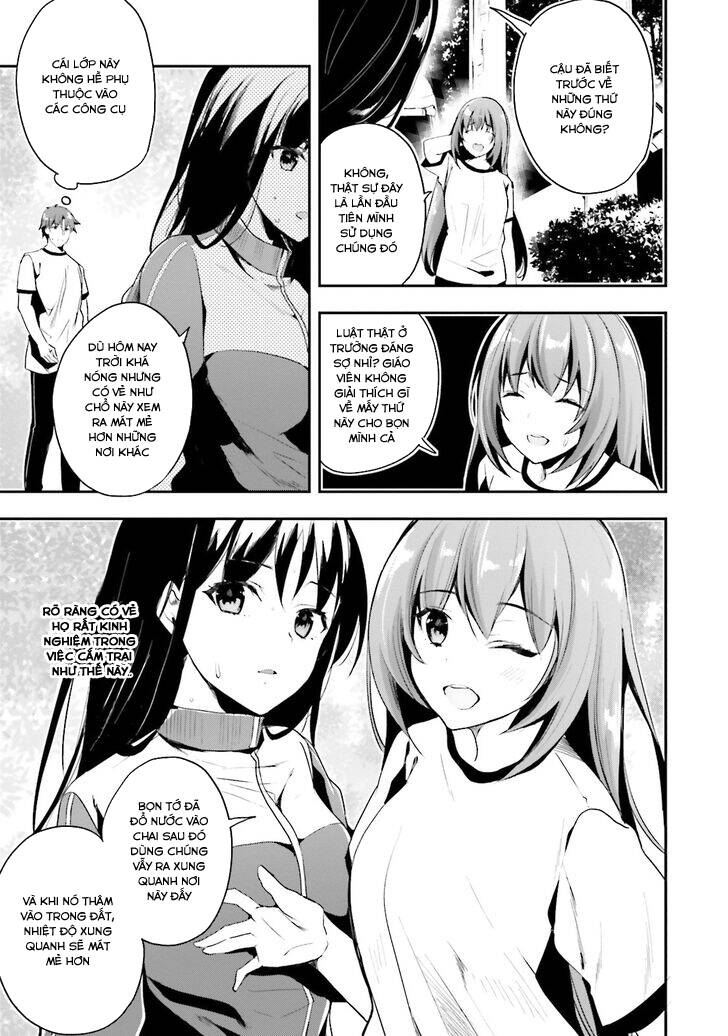 CẬU ĐÃ BIẾT
TRƯỚC VỀ
NHỮNG THỨ
NÀY ĐÚNG
KHÔNG?
KHÔNG,
THẬT SỰ ĐÂY
LÀ LẦN ĐẦU
TIÊN MÌNH
SỬ DỤNG
CHÚNG ĐÓ
CÁI LỚP NÀY
KHÔNG HỀ PHỤ
THUỘC VÀO
CÁC CÔNG CỤ
LUẬT THẬT Ở
TRƯỜNG ĐÁNG
SỢ NHỈ? GIÁO
VIÊN KHÔNG
GIẢI THÍCH GĨ
VỀ MẤY THỨ
NÀY CHO BỌN
MÌNH CẢ
DÙ HÔM NAY
TRỜI KHÁ
NÓNG NHƯNG
CÓ VẺ NHƯ
CHỔ NÀY XEM
RA MÁT MẺ
HƠN NHỮNG
NƠI KHÁC
RÕ RÀNG CÓ VẺ
HỌ RẤT KINH
NGHIỆM TRONG
VIỆC CẮM TRẠI
NHƯ THẾ NÀY.
BỌN TỚ ĐÃ
ĐỔ NƯỚC VÀO
CHAI SAU ĐÓ
DÙNG CHÚNG
VẪY RA XUNG
QUANH NƠI
NÀY ĐẤY
VÀ KHI NÓ THẤM
VÀO TRONG ĐẤT,
NHIỆT ĐỘ XUNG
QUANH SẼ MÁT
MẺ HƠN